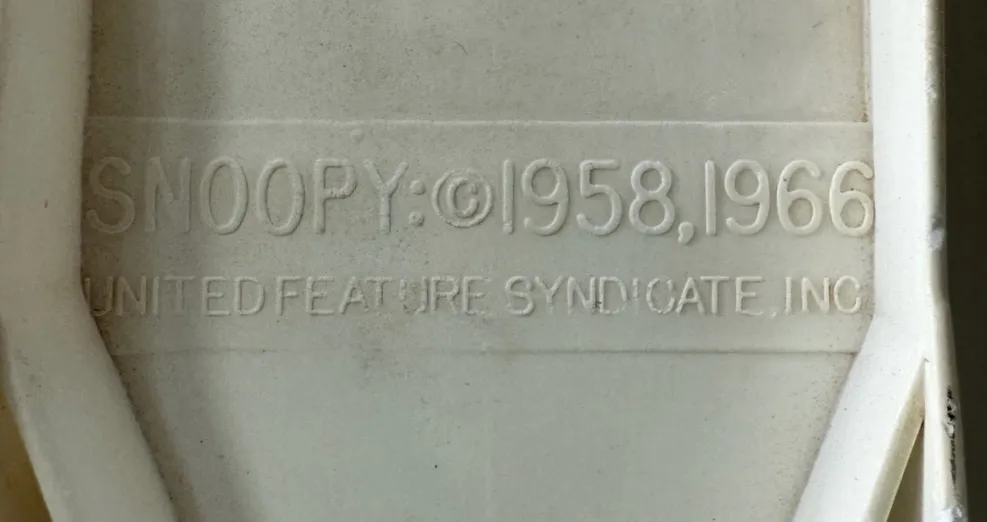 SNOOPY:©1958,1966
UNITED FEATURE SYNDICATE, INC